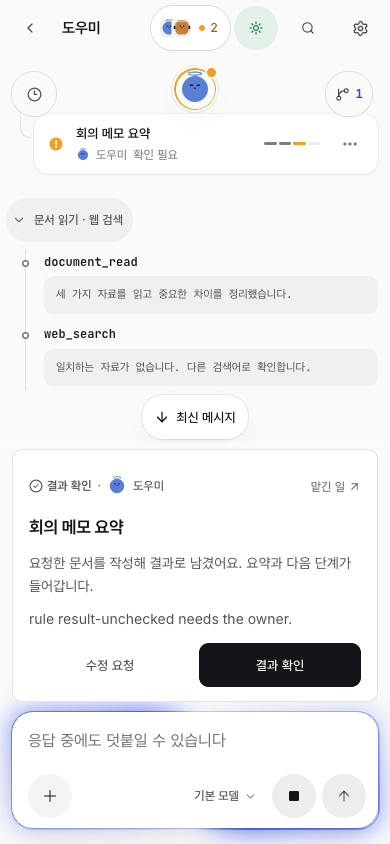 도우미
2
1
회의 메모 요약
도우미 확인 필요
문서 읽기 · 웹 검색
document_read
세 가지 자료를 읽고 중요한 차이를 정리했습니다.
web_search
일치하는 자료가 없습니다. 다른 검색어로 확인합니다.
최신 메시지
결과 확인 · 도우미
맡긴 일
회의 메모 요약
요청한 문서를 작성해 결과로 남겼어요. 요약과 다음 단계가
들어갑니다.
rule result-unchecked needs the owner.
수정 요청
결과 확인
응답 중에도 덧붙일 수 있습니다
기본 모델